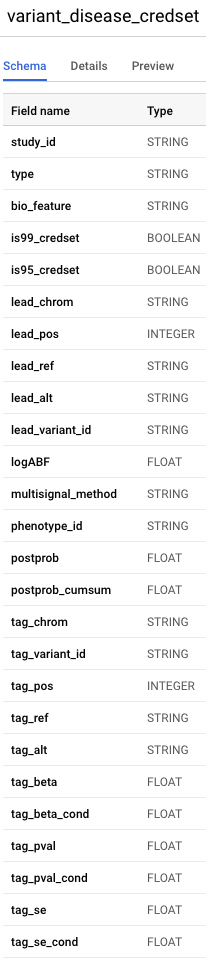 variant_disease_credset
Schema Details Preview
Field name Type
study_id STRING
type STRING
bio_feature STRING
is99_credset BOOLEAN
is95_credset BOOLEAN
lead_chrom STRING
lead_pos INTEGER
lead_ref STRING
lead_alt STRING
lead_variant_id STRING
logABF FLOAT
multisignal_method STRING
phenotype_id STRING
postprob FLOAT
postprob_cumsum FLOAT
tag_chrom STRING
tag_variant_id STRING
tag_pos INTEGER
tag_ref STRING
tag_alt STRING
tag_beta FLOAT
tag_beta_cond FLOAT
tag_pval FLOAT
tag_pval_cond FLOAT
tag_se FLOAT
tag_se_cond FLOAT